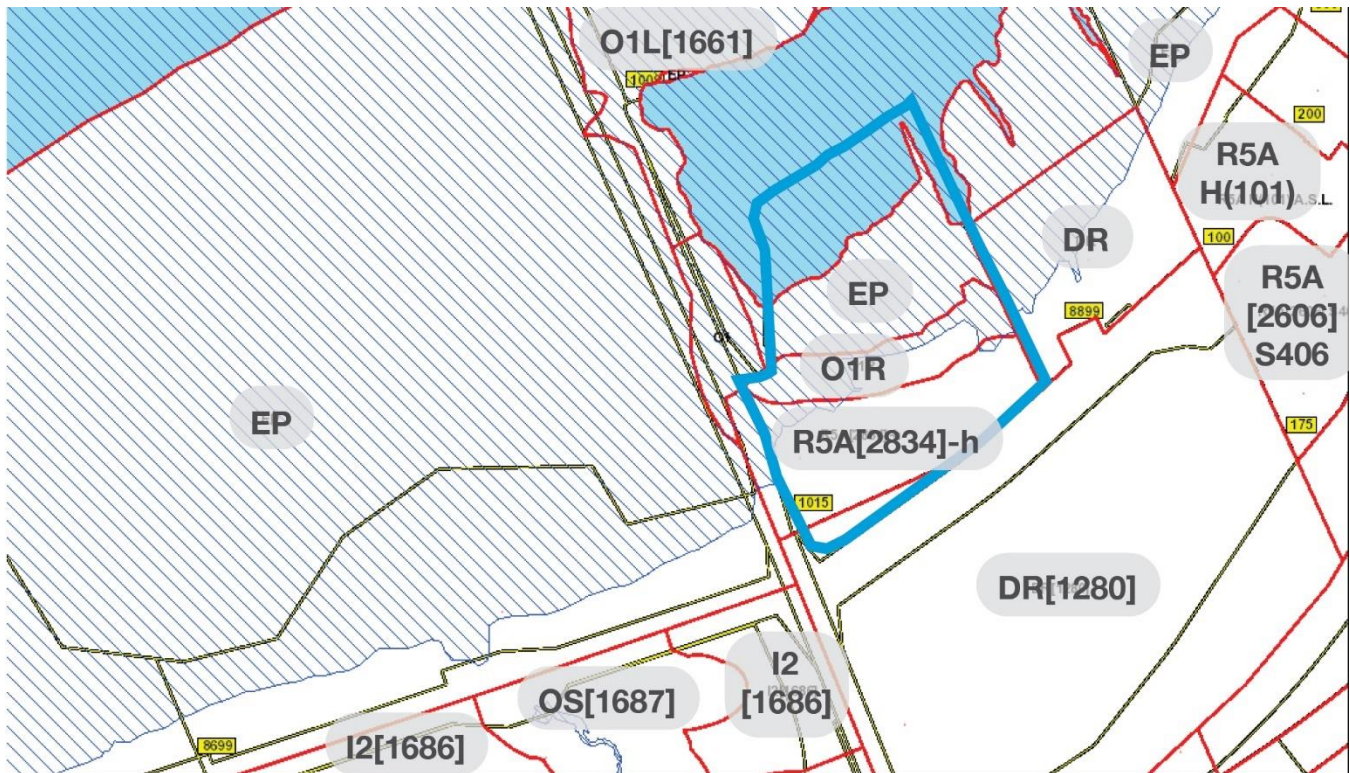 O1L[1661]
EP
EP
200
R5A
H(101)
A.S.L.
100
DR
R5A
[2606]
S406
EP
8899
O1R
EP
R5A[2834]-h
175
1015
DR[1280]
I2
[1686]
OS[1687]
I2[1686]
8699